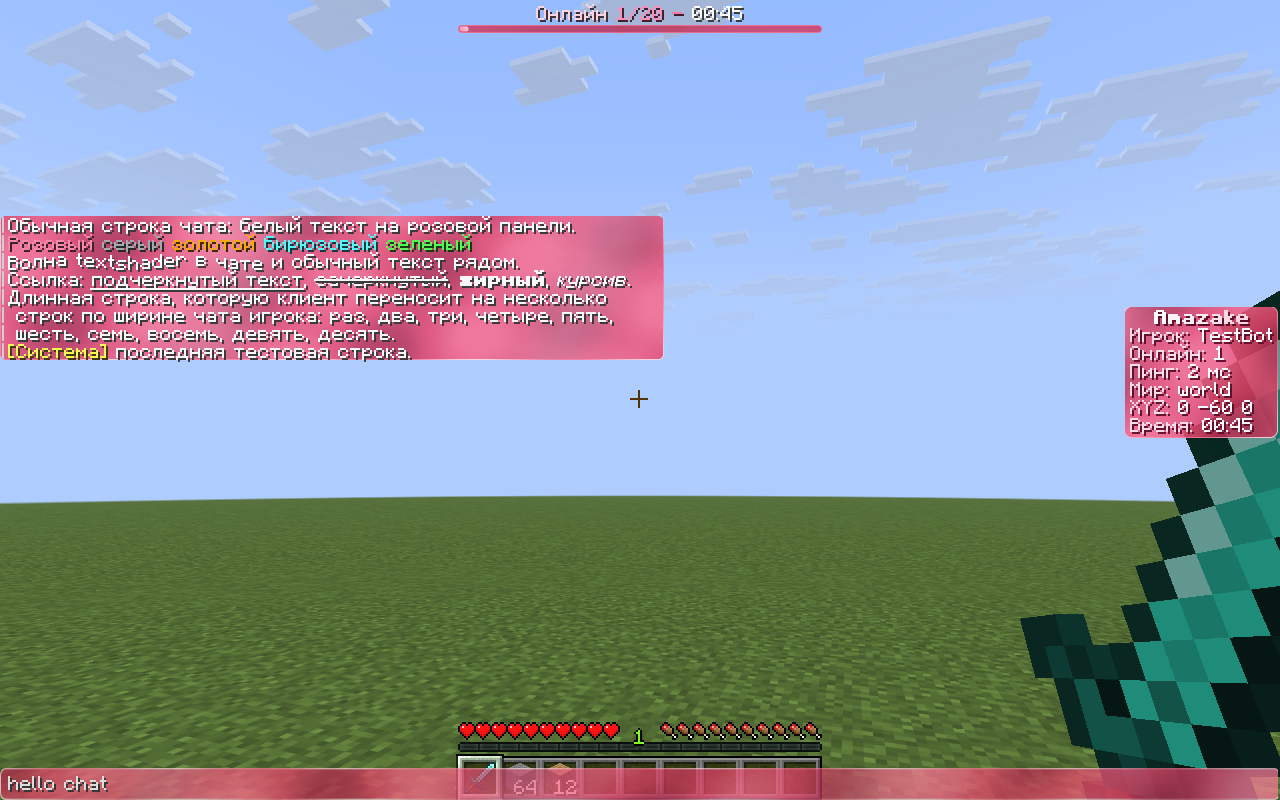 Онлайн 1/20 - 00:45
Обычная строка чата: белый текст на розовой панели.
Розовый серый золотой бирюзовый зеленый
Волна textshader в чате и обычный текст рядом.
Ссылка: подчеркнутый текст, зачеркнутый, жирный, курсив.
Длинная строка, которую клиент переносит на несколько
строк по ширине чата игрока: раз, два, три, четыре, пять,
шесть, семь, восемь, девять, десять.
[Система] последняя тестовая строка.
Amazake
Игрок: TestBot
Онлайн: 1
Пинг: 2 мс
Мир: world
XYZ: 0 -60 0
Время: 00:45
1
64 12
hello chat